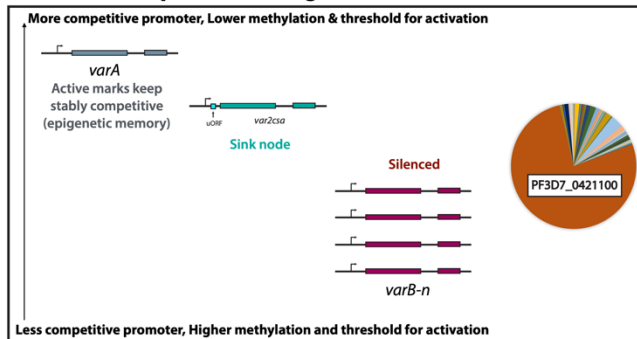 More competitive promoter, Lower methylation & threshold for activation
varA
Active marks keep
stably competitive
(epigenetic memory)
uORF
var2csa
Sink node
Silenced
PF3D7_0421100
varB-n
Less competitive promoter, Higher methylation and threshold for activation